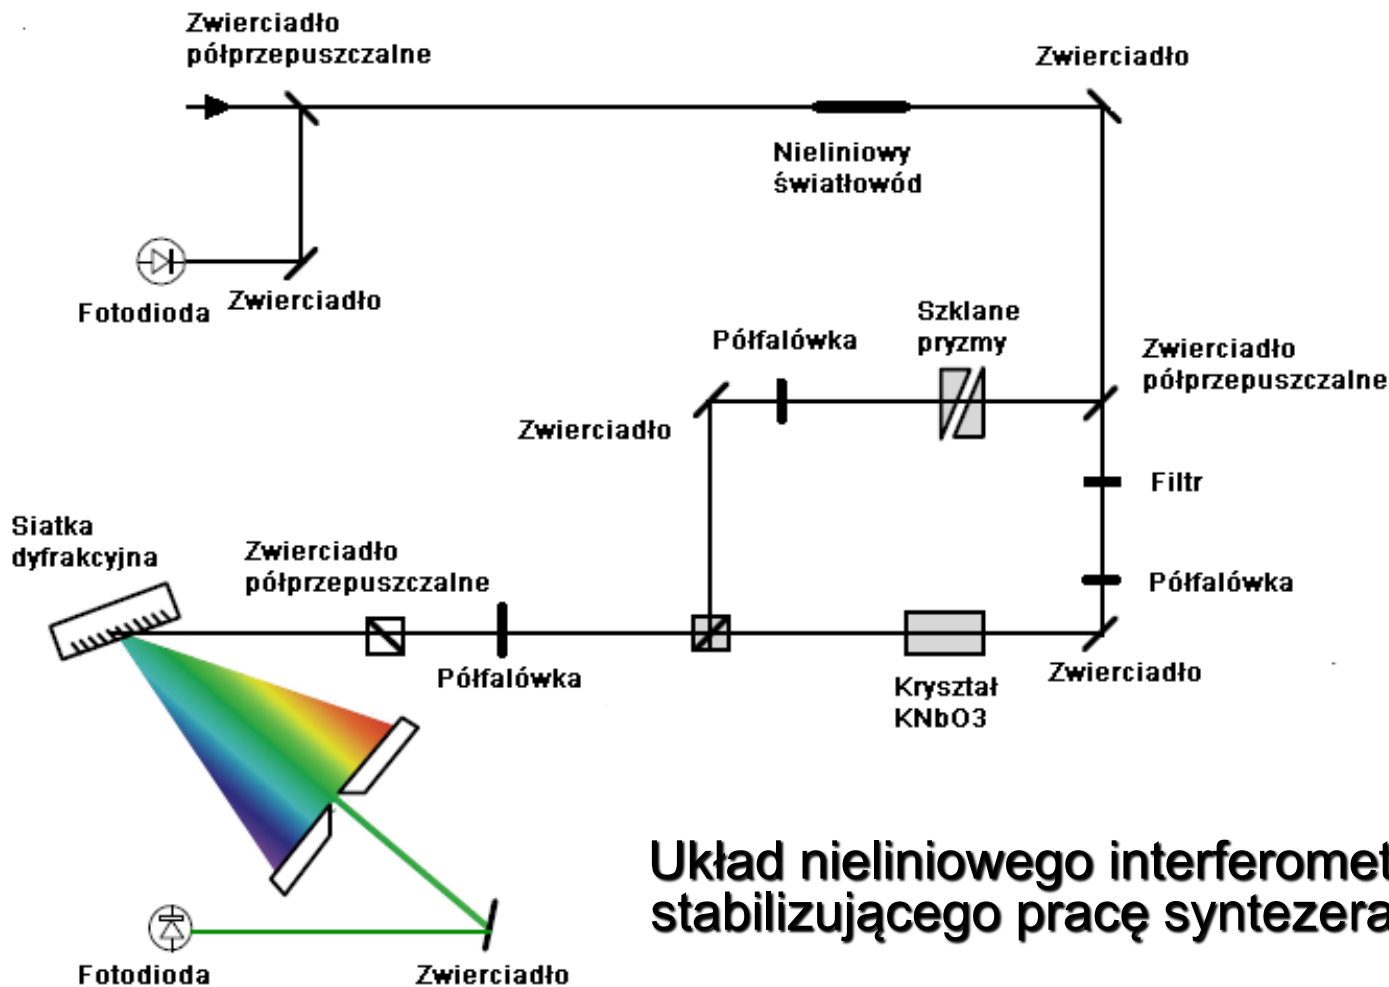 Zwierciadło
półprzepuszczalne
Zwierciadło
Nieliniowy
światłowód
Fotodioda
Zwierciadło
Szklane
pryzmy
Półfalówka
Zwierciadło
półprzepuszczalne
Zwierciadło
Filtr
Siatka
dyfrakcyjna
Zwierciadło
półprzepuszczalne
Półfalówka
Półfalówka
Zwierciadło
Kryształ
KNbO3
Układ nieliniowego interferomet
stabilizującego pracę syntezera
Fotodioda
Zwierciadło